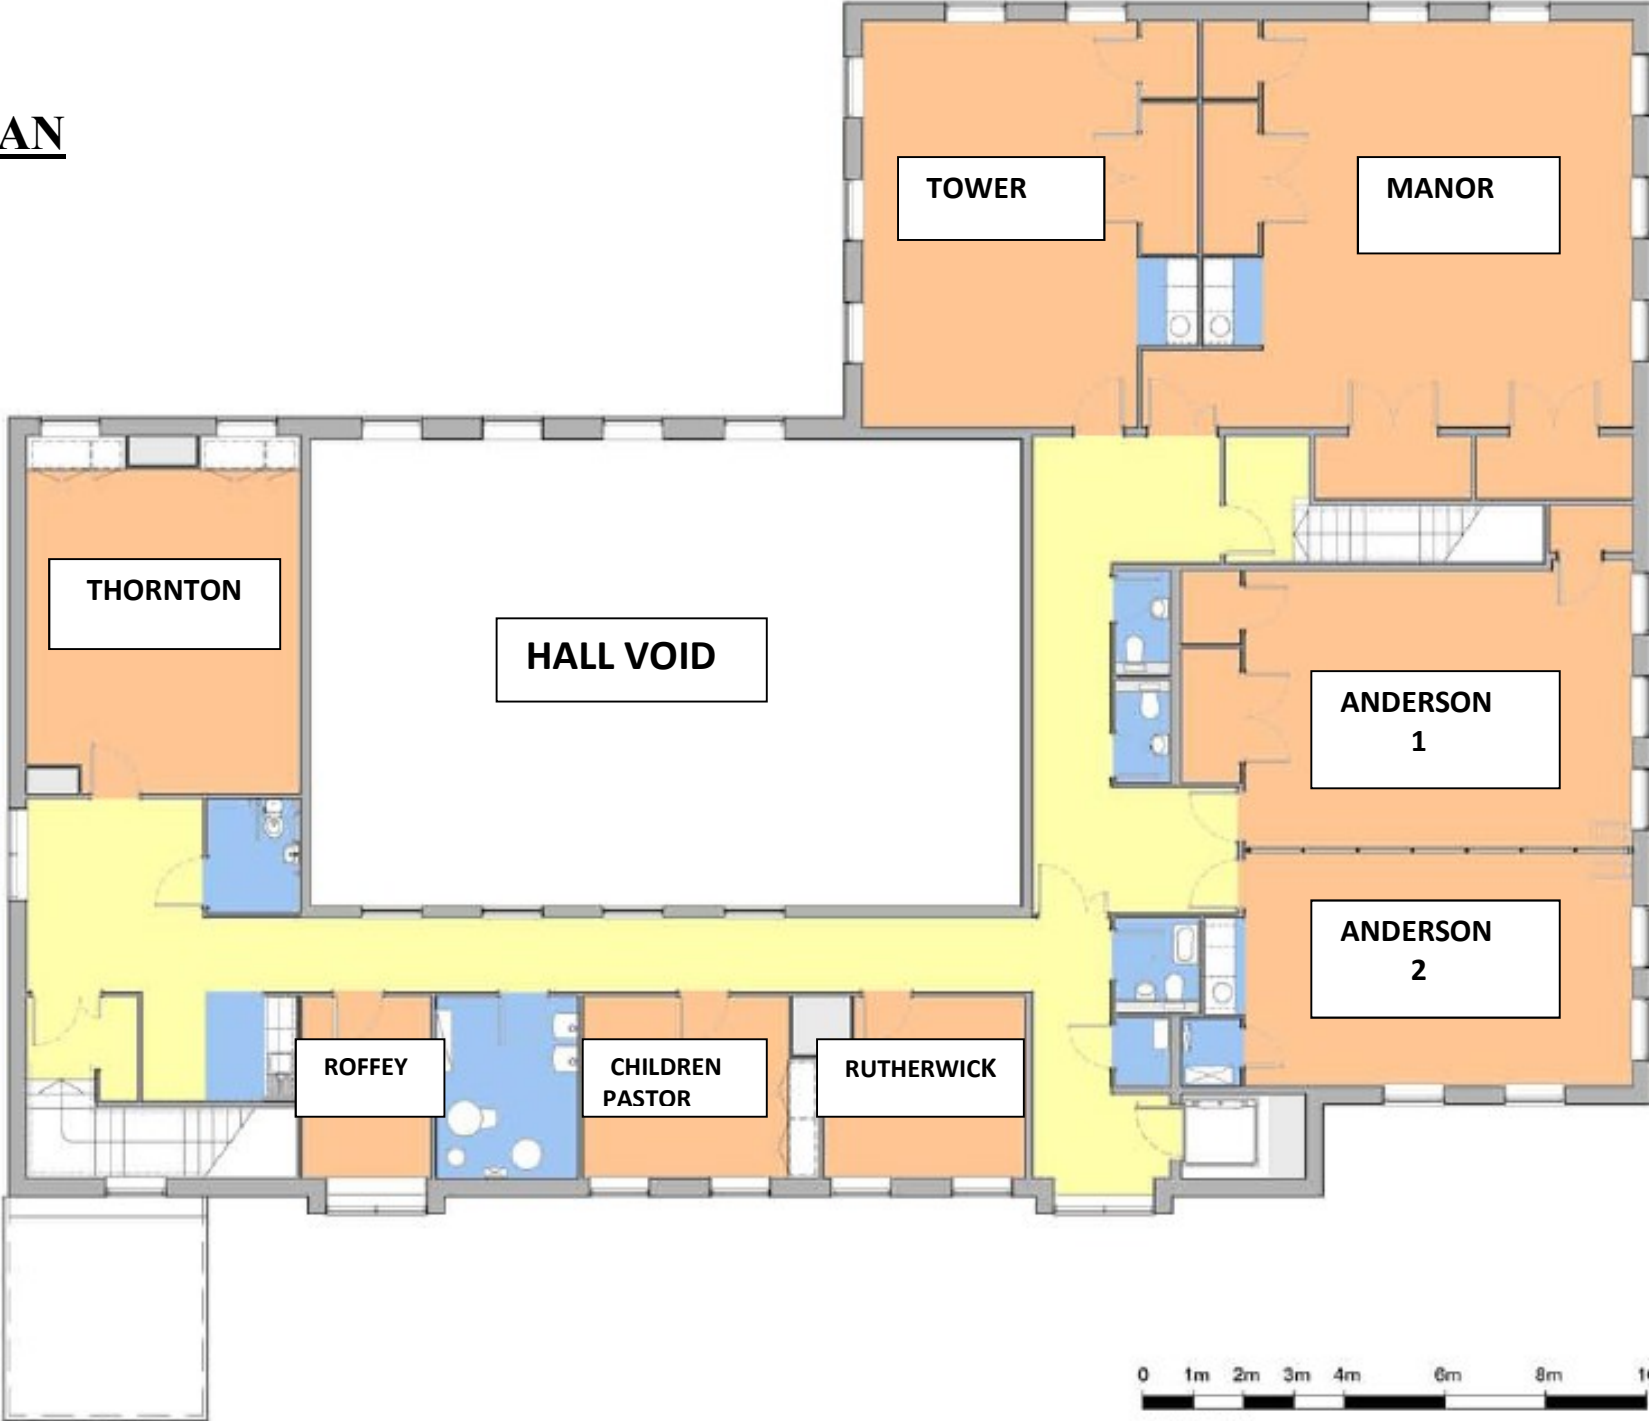 AN
TOWER
MANOR
THORNTON
HALL VOID
ANDERSON
1
ANDERSON
2
ROFFEY
CHILDREN
PASTOR
RUTHERWICK
0 1m 2m 3m 4m 6m 8m 1